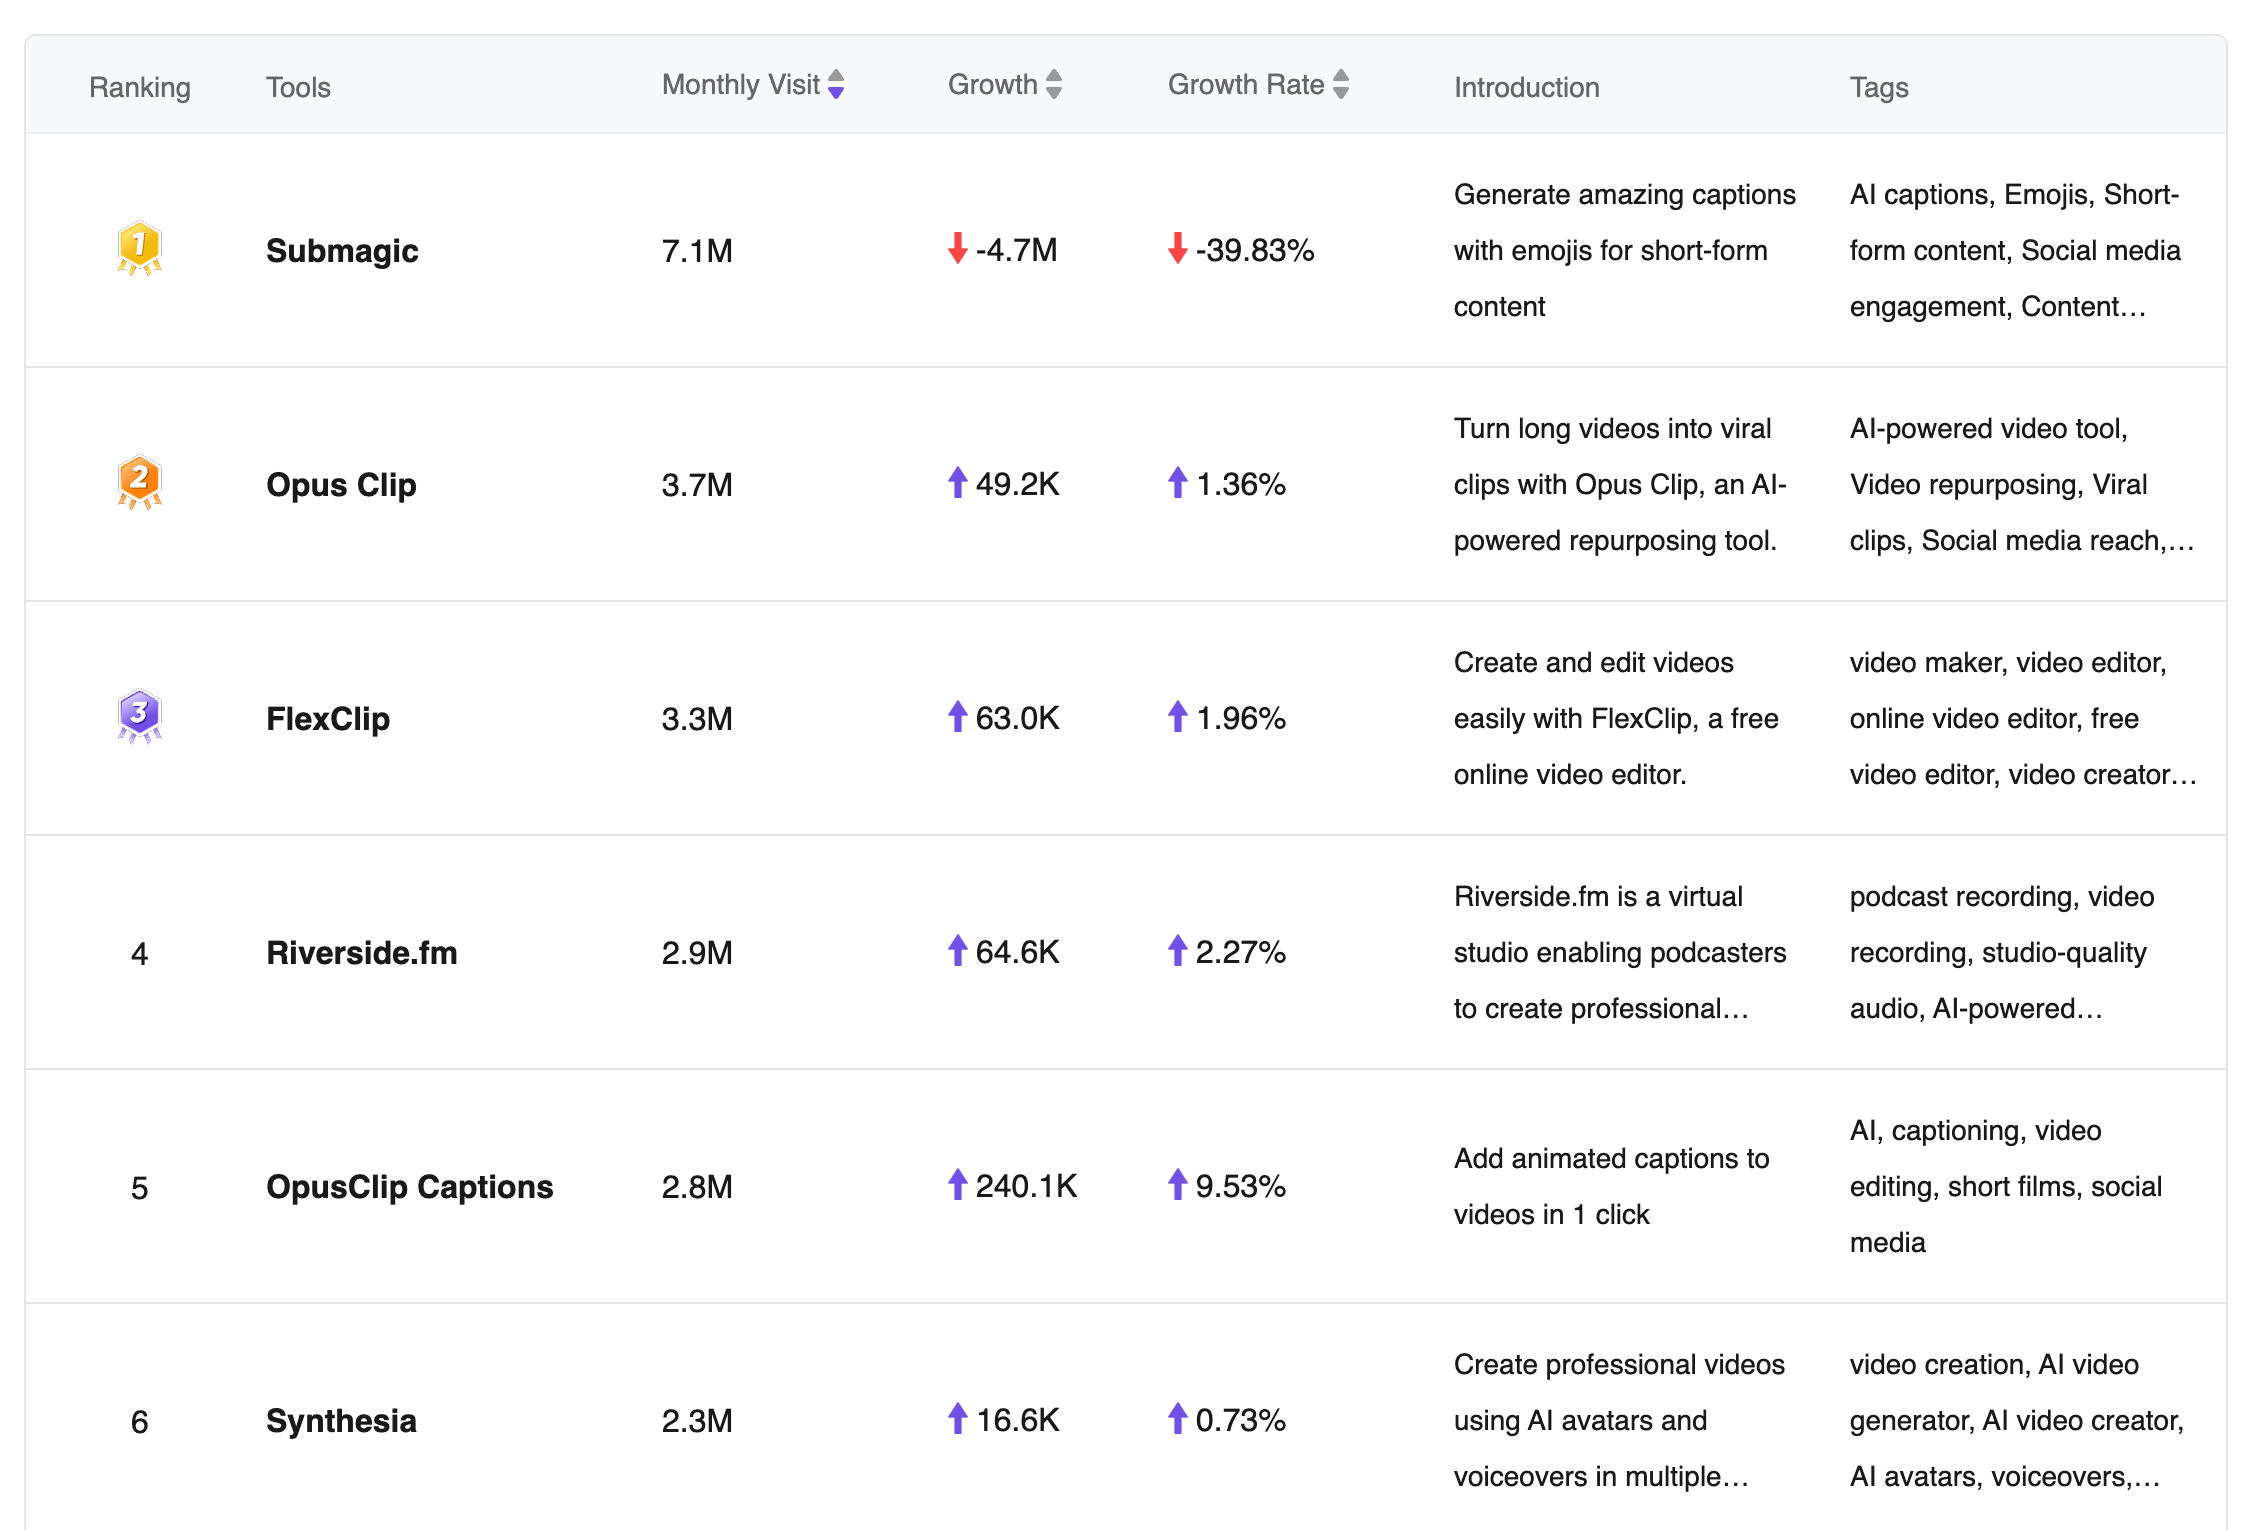 Ranking Tools Monthly Visit Growth Growth Rate Introduction Tags
1 Submagic 7.1M -4.7M -39.83%
Generate amazing captions
with emojis for short-form
content
AI captions, Emojis, Short-
form content, Social media
engagement, Content…
2 Opus Clip 3.7M 49.2K 1.36%
Turn long videos into viral
clips with Opus Clip, an AI-
powered repurposing tool.
AI-powered video tool,
Video repurposing, Viral
clips, Social media reach,…
3 FlexClip 3.3M 63.0K 1.96%
Create and edit videos
easily with FlexClip, a free
online video editor.
video maker, video editor,
online video editor, free
video editor, video creator…
4 Riverside.fm 2.9M 64.6K 2.27%
Riverside.fm is a virtual
studio enabling podcasters
to create professional…
podcast recording, video
recording, studio-quality
audio, AI-powered…
5 OpusClip Captions 2.8M 240.1K 9.53%
Add animated captions to
videos in 1 click
AI, captioning, video
editing, short films, social
media
6 Synthesia 2.3M 16.6K 0.73%
Create professional videos
using AI avatars and
voiceovers in multiple…
video creation, AI video
generator, AI video creator,
AI avatars, voiceovers,…